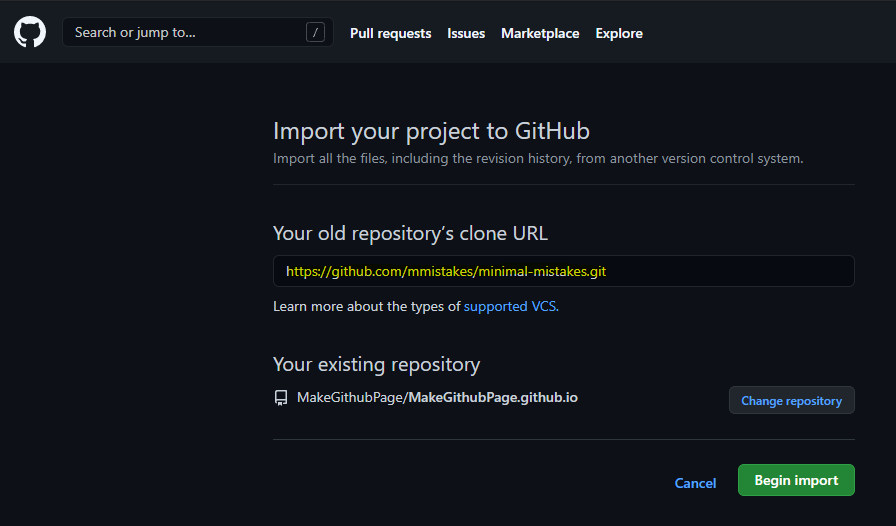 Search or jump to...
/
Pull requests
Issues
Marketplace
Explore
Import your project to GitHub
Import all the files, including the revision history, from another version control system.
Your old repository’s clone URL
https://github.com/mmistakes/minimal-mistakes.git
Learn more about the types of supported VCS.
Your existing repository
MakeGithubPage/MakeGithubPage.github.io
Change repository
Cancel
Begin import